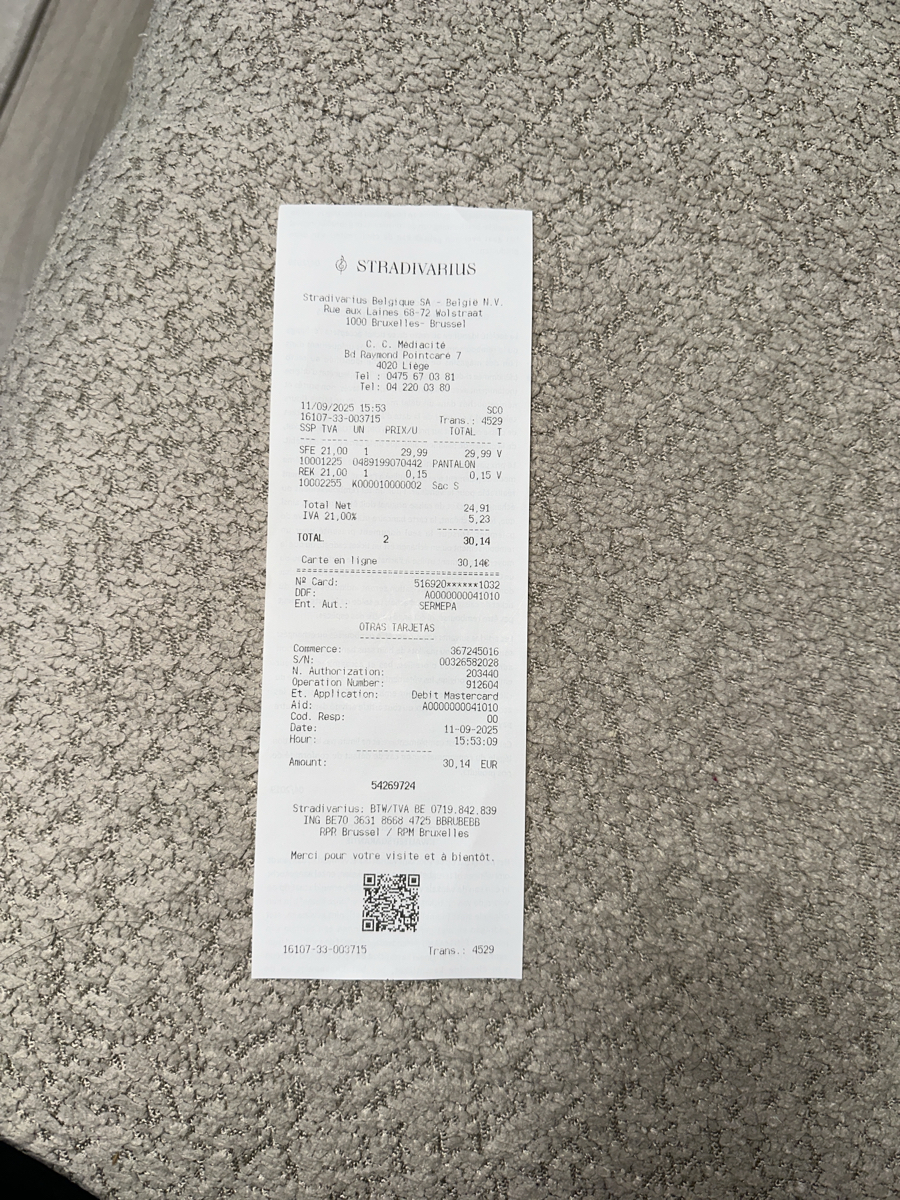 STRADIVARIUS
Stradivarius Belgique SA - België N.V.
Rue aux Laines 68-72 Wolstraat
1000 Bruxelles- Brussel
C. C. Médiacité
Bd Raymond Pointcaré 7
4020 Liège
Tel : 0475 67 03 81
Tel: 04 220 03 80
11/09/2025 15:53 SCO
16107-33-003715 Trans.: 4529
SSP TVA UN PRIX/U TOTAL T
SFE 21,00 1 29,99 29,99 V
10001225 0489199070442 PANTALON
REK 21,00 1 0,15 0,15 V
10002255 K000010000002 Sac S
Total Net 24,91
IVA 21,00% 5,23
TOTAL 2 30,14
Carte en ligne 30,14€
Nº Card: 516920******1032
DDF: A0000000041010
Ent. Aut.: SERMEPA
OTRAS TARJETAS
Commerce: 367245016
S/N: 00326582028
N. Authorization: 203440
Operation Number: 912604
Et. Application: Debit Mastercard
Aid: A0000000041010
Cod. Resp: 00
Date: 11-09-2025
Hour: 15:53:09
Amount: 30,14 EUR
54269724
Stradivarius: BTW/TVA BE 0719.842.839
ING BE70 3631 8668 4725 BBRUBEBB
RPR Brussel / RPM Bruxelles
Merci pour votre visite et à bientôt.
16107-33-003715 Trans.: 4529